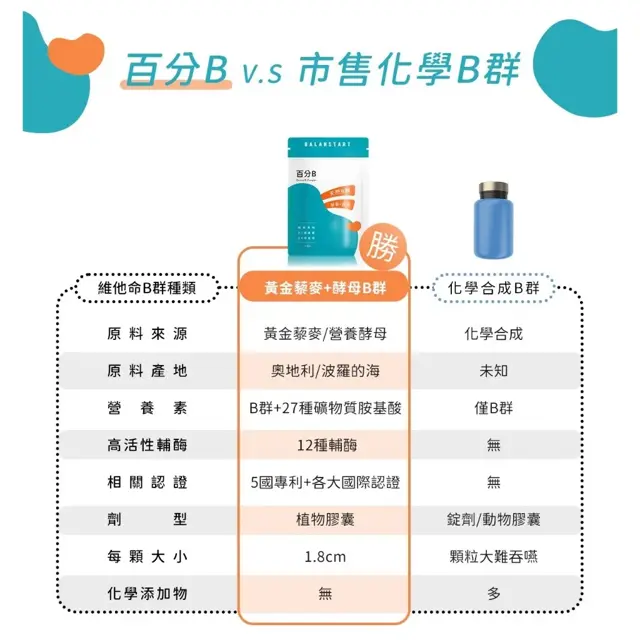 百分B v.s 市售化學B群
BALANSTART
百分B
勝
維他命B群種類 黃金藜麥+酵母B群 化學合成B群
原料來源 黃金藜麥/營養酵母 化學合成
原料產地 奧地利/波羅的海 未知
營養素 B群+27種礦物質胺基酸 僅B群
高活性輔酶 12種輔酶 無
相關認證 5國專利+各大國際認證 無
劑型 植物膠囊 錠劑/動物膠囊
每顆大小 1.8cm 顆粒大難吞嚥
化學添加物 無 多